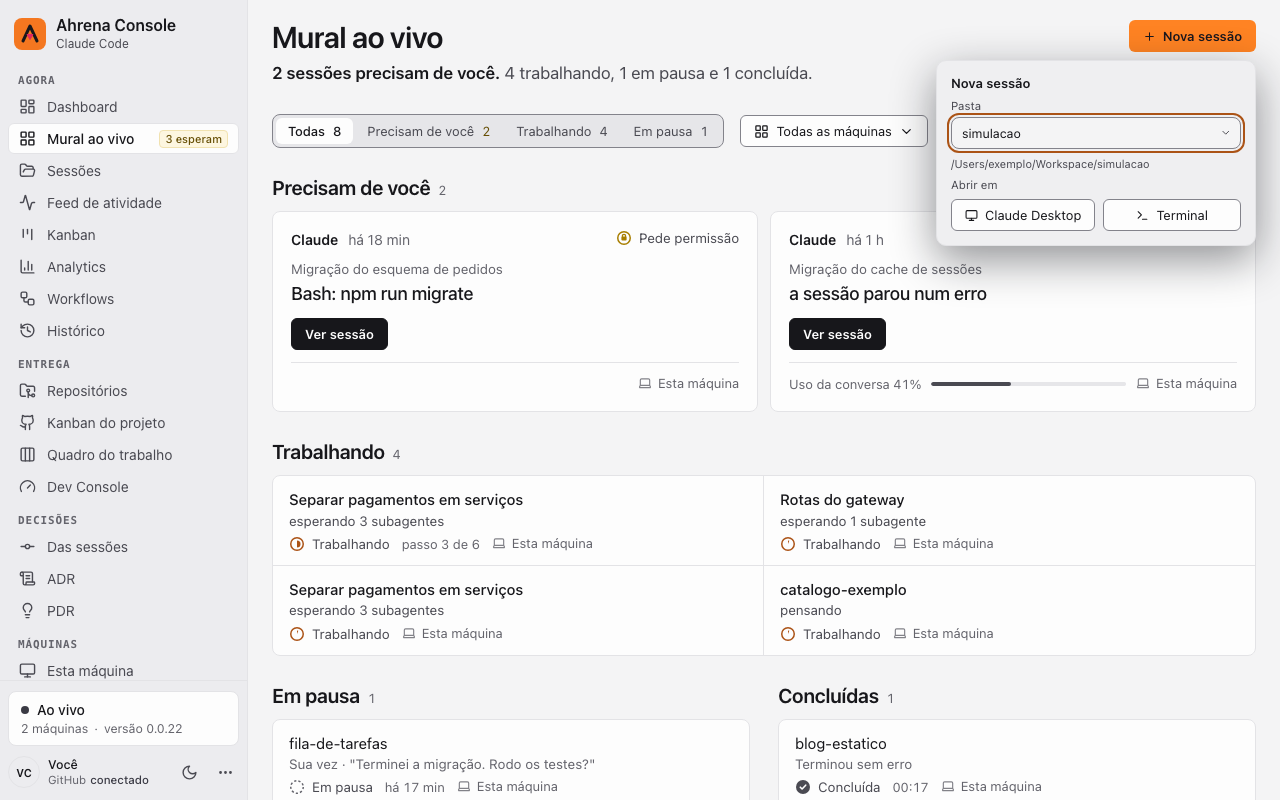 Ahrena Console
Claude Code
AGORA
Dashboard
Mural ao vivo
3 esperam
Sessões
Feed de atividade
Kanban
Analytics
Workflows
Histórico
ENTREGA
Repositórios
Kanban do projeto
Quadro do trabalho
Dev Console
DECISÕES
Das sessões
ADR
PDR
MÁQUINAS
Esta máquina
Ao vivo
2 máquinas · versão 0.0.22
VC
Você
GitHub conectado
Mural ao vivo
2 sessões precisam de você. 4 trabalhando, 1 em pausa e 1 concluída.
+ Nova sessão
Todas 8
Precisam de você 2
Trabalhando 4
Em pausa 1
Todas as máquinas
Nova sessão
Pasta
simulacao
/Users/exemplo/Workspace/simulacao
Abrir em
Claude Desktop
Terminal
Precisam de você 2
Claude há 18 min
Pede permissão
Migração do esquema de pedidos
Bash: npm run migrate
Ver sessão
Esta máquina
Claude há 1 h
Migração do cache de sessões
a sessão parou num erro
Ver sessão
Uso da conversa 41%
Esta máquina
Trabalhando 4
Separar pagamentos em serviços
esperando 3 subagentes
Trabalhando passo 3 de 6 Esta máquina
Rotas do gateway
esperando 1 subagente
Trabalhando Esta máquina
Separar pagamentos em serviços
esperando 3 subagentes
Trabalhando Esta máquina
catalogo-exemplo
pensando
Trabalhando Esta máquina
Em pausa 1
fila-de-tarefas
Sua vez · "Terminei a migração. Rodo os testes?"
Em pausa há 17 min Esta máquina
Concluídas 1
blog-estatico
Terminou sem erro
Concluída 00:17 Esta máquina